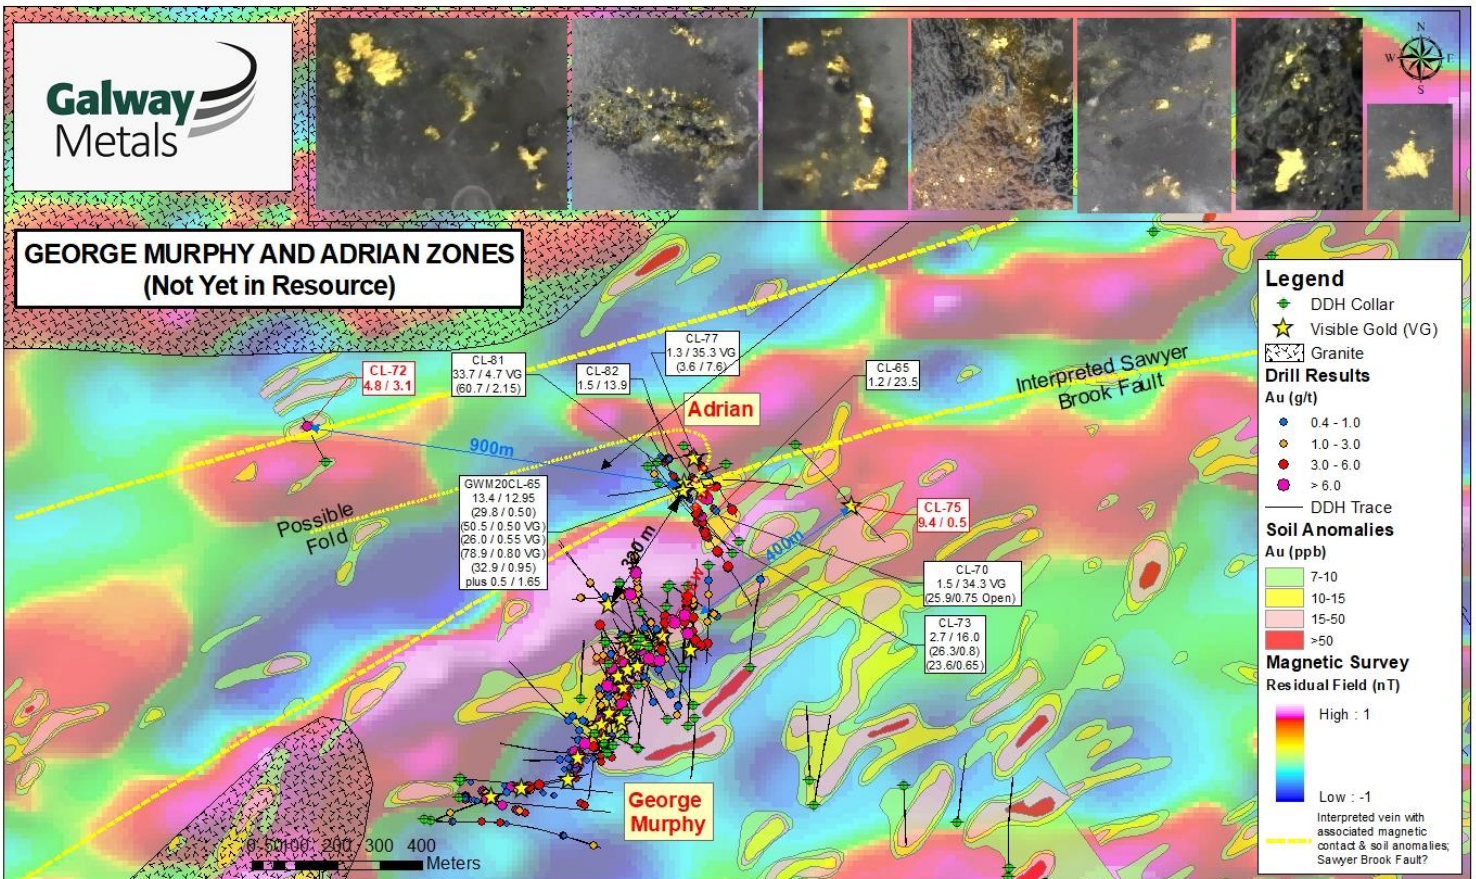 Galway
Metals
N
W E
S
GEORGE MURPHY AND ADRIAN ZONES
(Not Yet in Resource)
CL-72
4.8 / 3.1
CL-81
33.7 / 4.7 VG
(60.7 / 2.15)
CL-82
1.5 / 13.9
CL-77
1.3 / 35.3 VG
(3.6 / 7.6)
CL-65
1.2 / 23.5
Interpreted Sawyer
Brook Fault
Adrian
900m
GWM20CL-65
13.4 / 12.95
(29.8 / 0.50)
(50.5 / 0.50 VG)
(26.0 / 0.55 VG)
(78.9 / 0.80 VG)
(32.9 / 0.95)
plus 0.5 / 1.65
Possible
Fold
CL-75
9.4 / 0.5
400m
CL-70
1.5 / 34.3 VG
(25.9/0.75 Open)
CL-73
2.7 / 16.0
(26.3/0.8)
(23.6/0.65)
George
Murphy
0 50100 200 300 400
Meters
Legend
DDH Collar
Visible Gold (VG)
Granite
Drill Results
Au (g/t)
0.4 - 1.0
1.0 - 3.0
3.0 - 6.0
> 6.0
DDH Trace
Soil Anomalies
Au (ppb)
7-10
10-15
15-50
>50
Magnetic Survey
Residual Field (nT)
High : 1
Low : -1
Interpreted vein with
associated magnetic
contact & soil anomalies;
Sawyer Brook Fault?